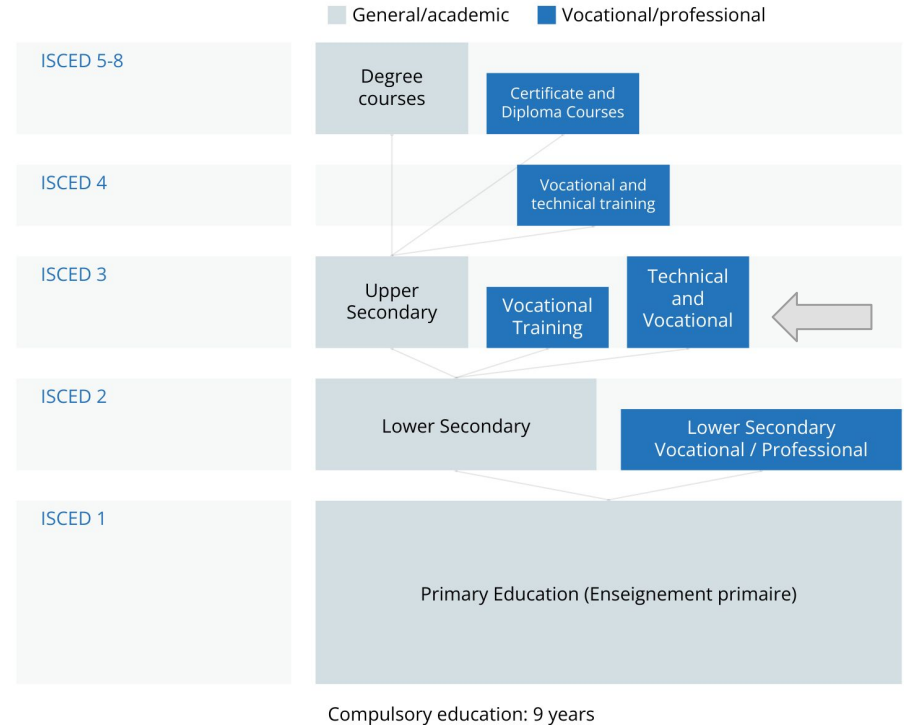 General/academic
Vocational/professional
ISCED 5-8
Degree
courses
Certificate and
Diploma Courses
ISCED 4
Vocational and
technical training
ISCED 3
Upper
Secondary
Vocational
Training
Technical
and
Vocational
ISCED 2
Lower Secondary
Lower Secondary
Vocational / Professional
ISCED 1
Primary Education (Enseignement primaire)
Compulsory education: 9 years